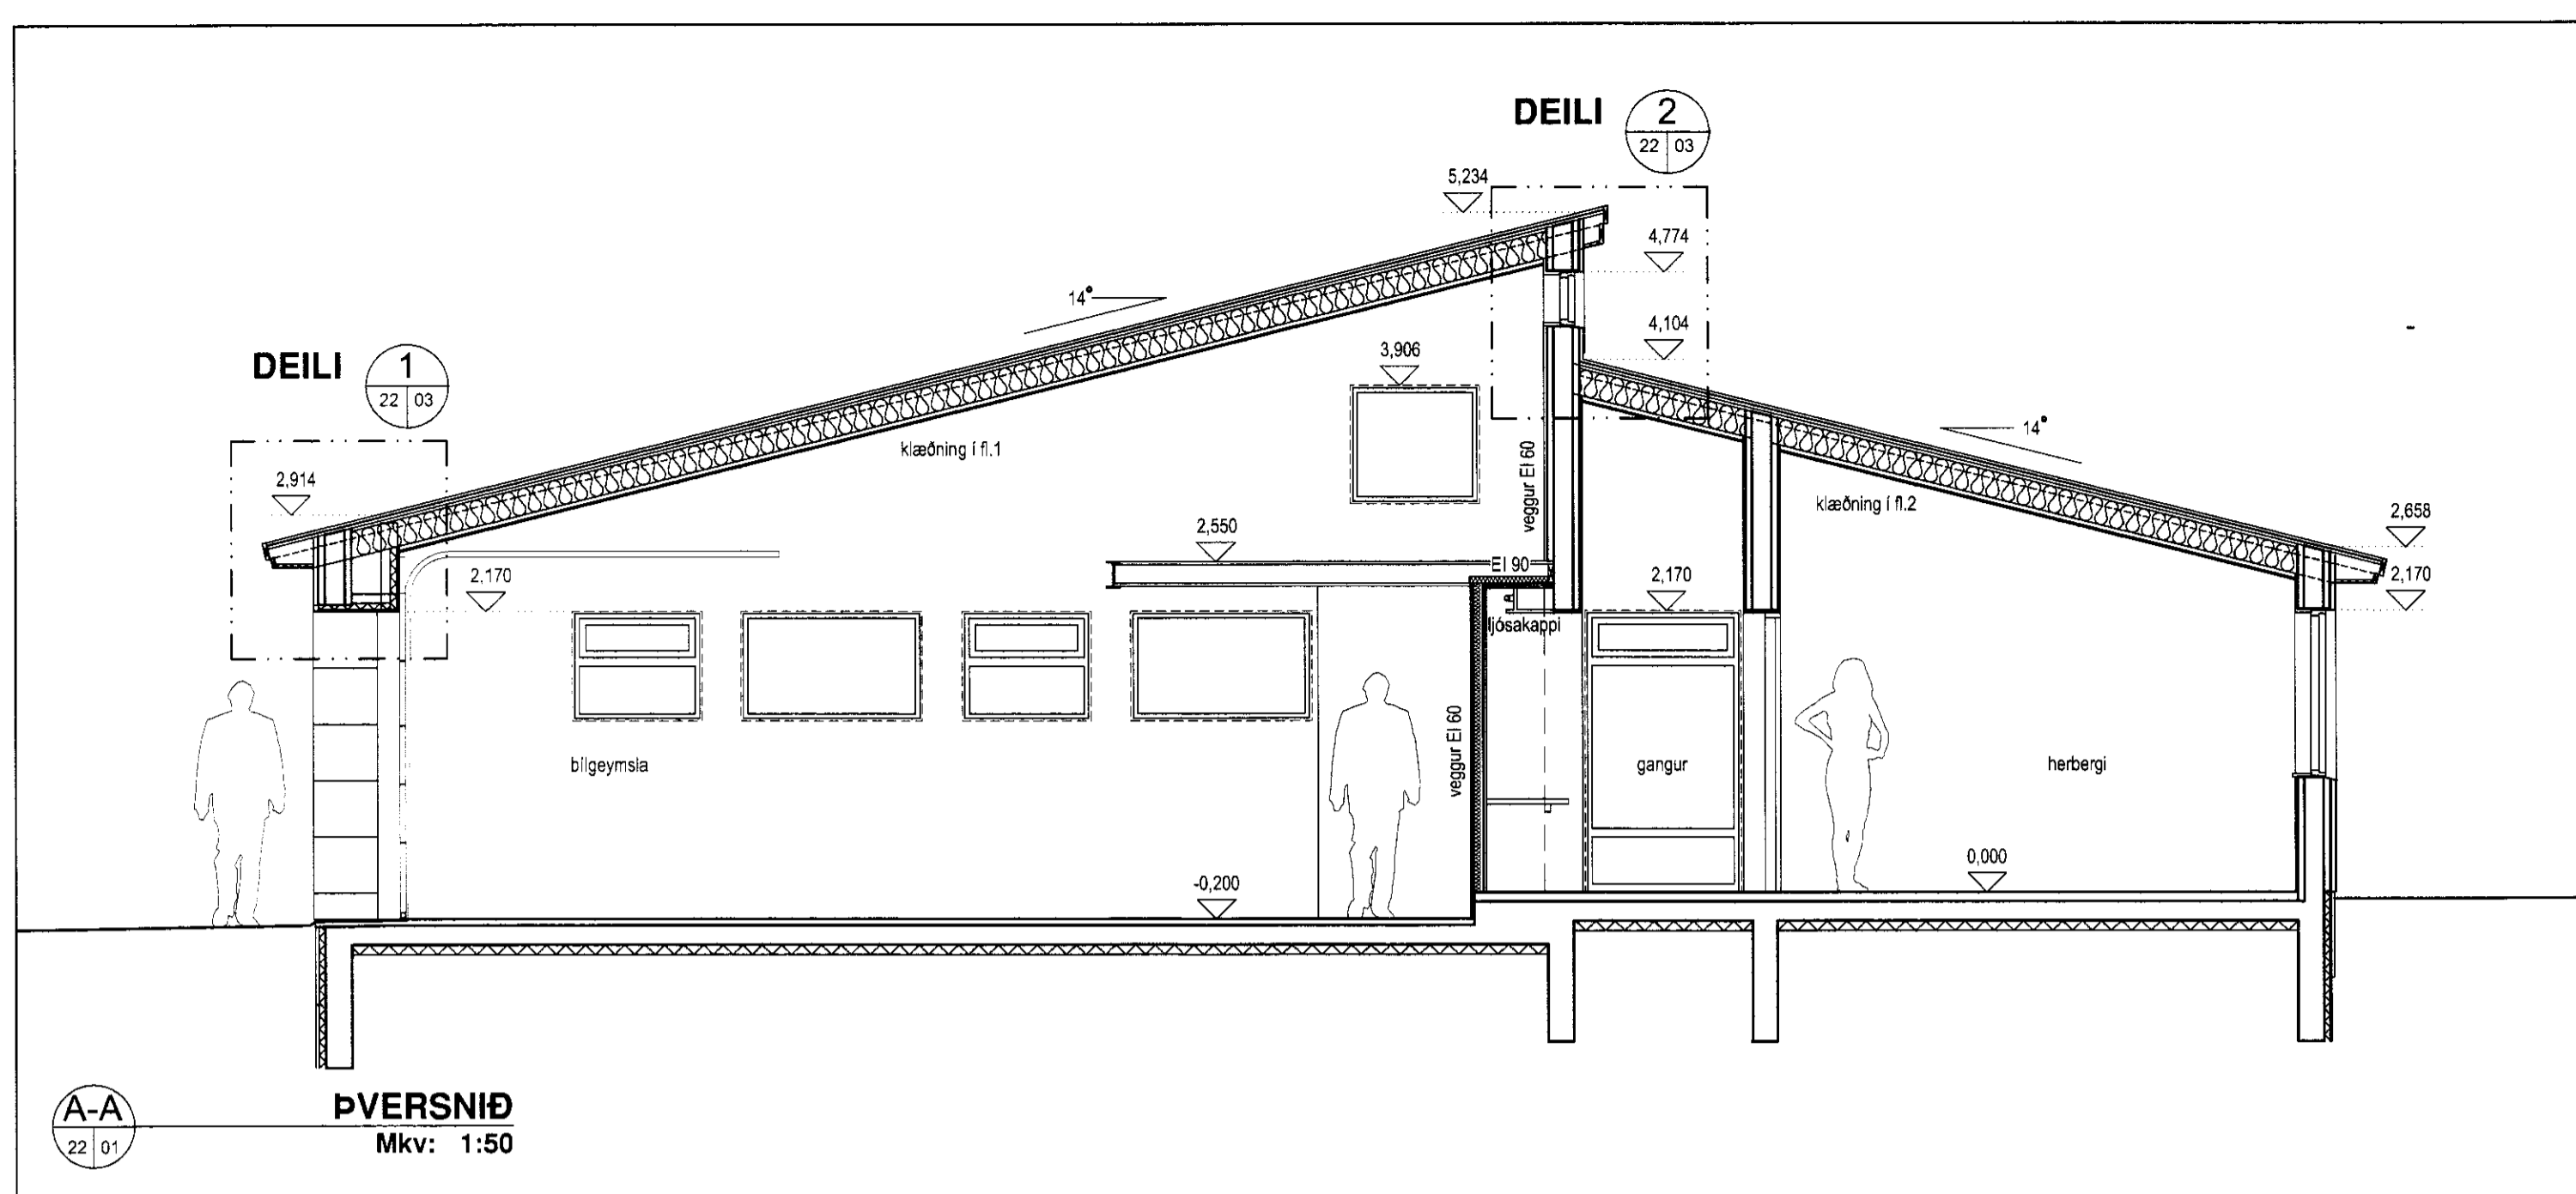 DEILI 2
22 03
5,234
4,774
4,104
14°
3,906
DEILI 1
22 03
2,914
klæðning í fl.1
14°
klæðning í fl.2
veggur EI 60
2,658
2,550
EI 90
2,170
2,170
2,170
ljósakappi
veggur EI 60
bílgeymsla
gangur
herbergi
0,000
-0,200
A-A
22 01
ÞVERSNIÐ
Mkv: 1:50